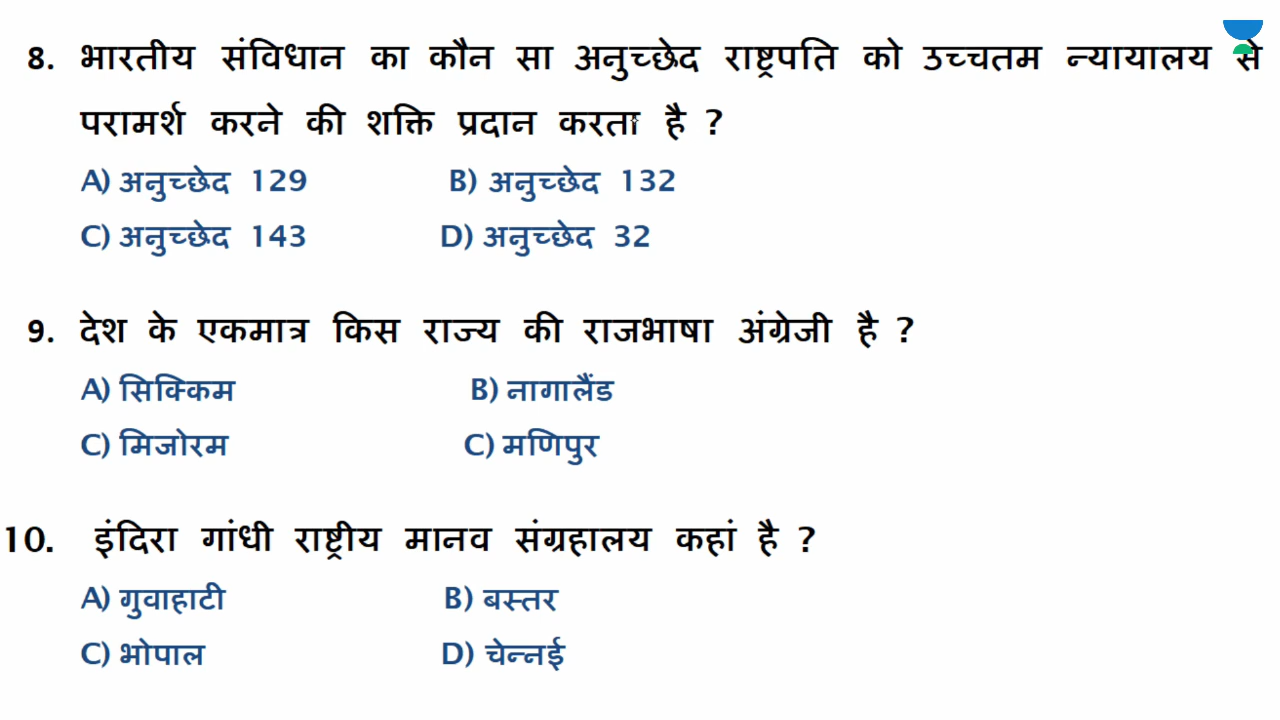 8. भारतीय संविधान का कौन सा अनुच्छेद राष्ट्रपति को उच्चतम न्यायालय से
परामर्श करने की शक्ति प्रदान करता है ?
A) अनुच्छेद 129 B) अनुच्छेद 132
C) अनुच्छेद 143 D) अनुच्छेद 32
9. देश के एकमात्र किस राज्य की राजभाषा अंग्रेजी है ?
A) सिक्किम B) नागालैंड
C) मिजोरम C) मणिपुर
10. इंदिरा गांधी राष्ट्रीय मानव संग्रहालय कहां है ?
A) गुवाहाटी B) बस्तर
C) भोपाल D) चेन्नई